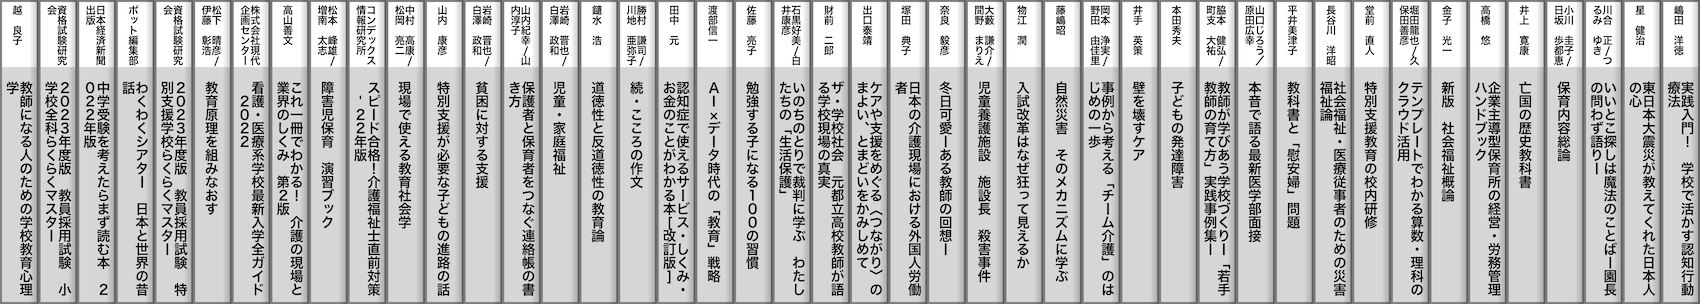 嶋田　洋徳
実践入門！　学校で活かす認知行動
療法
星　健治
東日本大震災が教えてくれた日本人
の心
川合　正/つ
るみ　ゆき
いいとこ探しは魔法のことばー園長
の問わず語りー
小川　圭子/
日坂　歩都恵
保育内容総論
井上　寛康
亡国の歴史教科書
高橋　悠
企業主導型保育所の経営・労務管理
ハンドブック
金子　光一
新版　社会福祉概論
堀田龍也/久
保田善彦
テンプレートでわかる算数・理科の
クラウド活用
堂前　直人
特別支援教育の校内研修
長谷川　洋昭
社会福祉・医療従事者のための災害
福祉論
平井美津子
教科書と「慰安婦」問題
山口じろう/
原田広幸
本音で語る最新医学部面接
脇本　健弘/
町支　大祐
教師が学びあう学校づくりー「若手
教師の育て方」実践事例集ー
本田秀夫
子どもの発達障害
井手　英策
壁を壊すケア
岡本　浄実/
野田　由佳里
事例から考える「チーム介護」のは
じめの一歩
藤嶋昭
自然災害　そのメカニズムに学ぶ
物江　潤
入試改革はなぜ狂って見えるか
大藪　謙介/
間野　まりえ
児童養護施設　施設長　殺害事件
奈良　毅彦
冬日可愛ーある教師の回想ー
塚田　典子
日本の介護現場における外国人労働
者
出口泰靖
ケアや支援をめぐる〈つながり〉の
まよい、とまどいをかみしめて
財前　二郎
ザ・学校社会　元都立高校教師が語
る学校現場の真実
石黒好美/白
井康彦
いのちのとりで裁判に学ぶ　わたし
たちの「生活保護」
佐藤　亮子
勉強する子になる100の習慣
渡部信一
AI×データ時代の「教育」戦略
田中　元
認知症で使えるサービス・しくみ・
お金のことがわかる本[改訂版]
勝村　謙司/
川地　亜弥子
続・こころの作文
鑓水　浩
道徳性と反道徳性の教育論
岩崎　晋也/
白澤　政和
児童・家庭福祉
山内紀幸/山
内淳子
保護者と保育者をつなぐ連絡帳の書
き方
岩崎　晋也/
白澤　政和
貧困に対する支援
山内　康彦
特別支援が必要な子どもの進路の話
中村　高康/
松岡　亮二
現場で使える教育社会学
コンデックス
情報研究所
スピード合格！介護福祉士直前対策
'22年版
松本　峰雄/
増南　太志
障害児保育　演習ブック
高山善文
これ一冊でわかる！　介護の現場と
業界のしくみ　第2版
株式会社現代
企画センター
看護・医療系学校最新入学全ガイド
2022
松下　晴彦/
伊藤　彰浩
教育原理を組みなおす
資格試験研究
会
2023年度版　教員採用試験　特
別支援学校らくらくマスター
ポット編集部
わくわくシアター　日本と世界の昔
話
日本経済新聞
出版
中学受験を考えたらまず読む本　2
022年版
資格試験研究
会
2023年度版　教員採用試験　小
学校全科らくらくマスター
越　良子
教師になる人のための学校教育心理
学